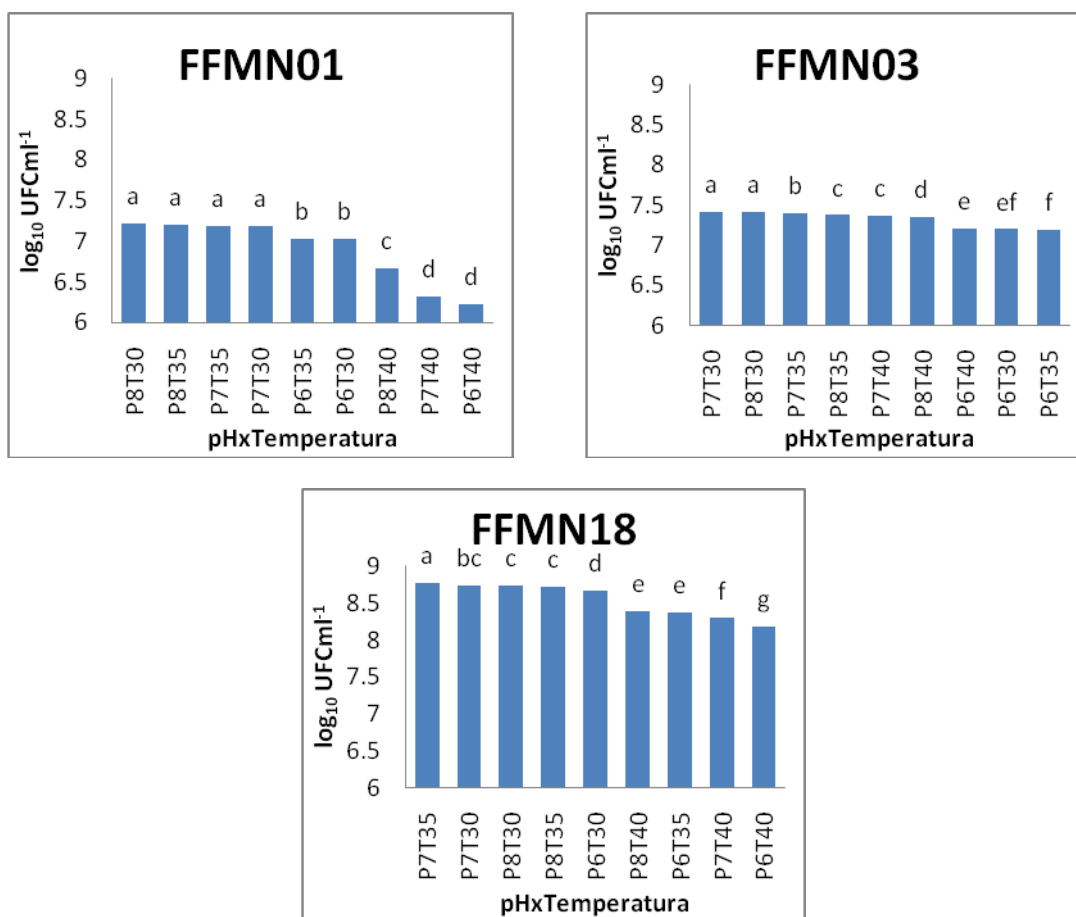 FFMN01
9
8.5
8
7.5
7
6.5
6
log₁₀ UFCml⁻¹
a a a a b b c d d
P8T30 P8T35 P7T35 P7T30 P6T35 P6T30 P8T40 P7T40 P6T40
pHxTemperatura
FFMN03
9
8.5
8
7.5
7
6.5
6
log₁₀ UFCml⁻¹
a a b c c d e ef f
P7T30 P8T30 P7T35 P8T35 P7T40 P8T40 P6T40 P6T30 P6T35
pHxTemperatura
FFMN18
9
8.5
8
7.5
7
6.5
6
log₁₀ UFCml⁻¹
a bc c c d e e f g
P7T35 P7T30 P8T30 P8T35 P6T30 P8T40 P6T35 P7T40 P6T40
pHxTemperatura